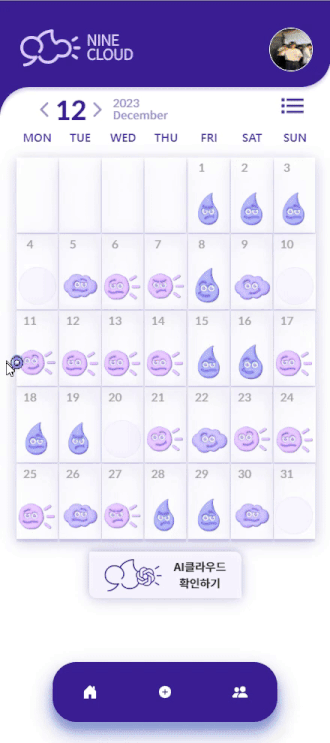 NINE
CLOUD
12
2023
December
MON TUE WED THU FRI SAT SUN
1 2 3
4 5 6 7 8 9 10
11 12 13 14 15 16 17
18 19 20 21 22 23 24
25 26 27 28 29 30 31
AI클라우드
확인하기